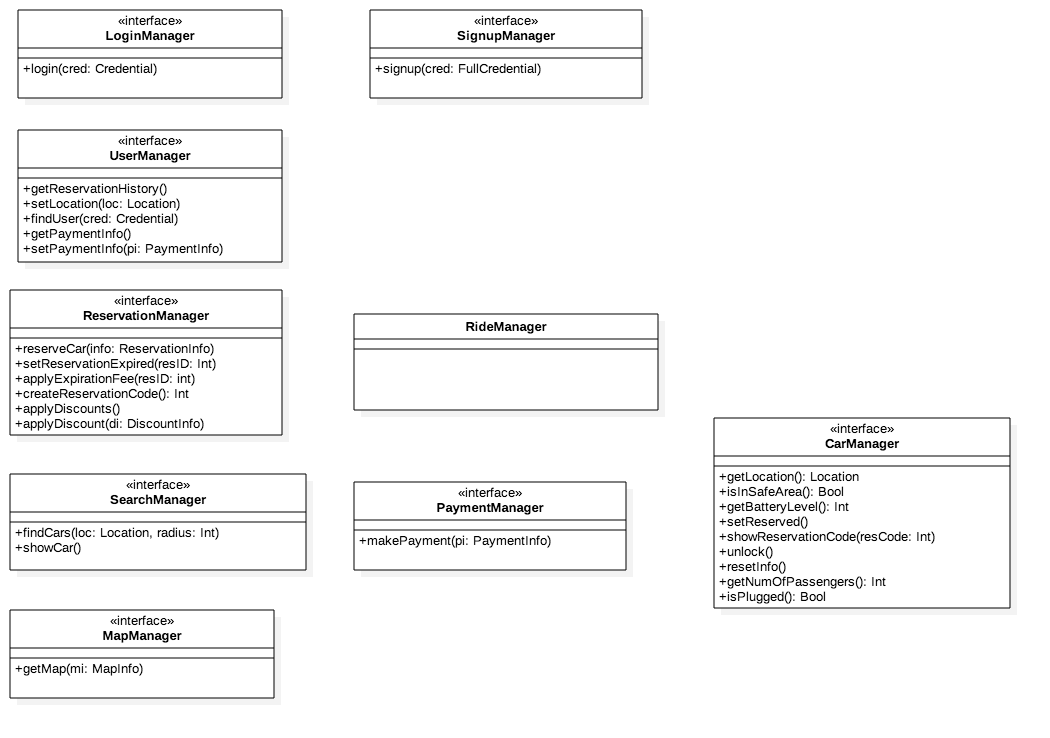 «interface»
LoginManager
+login(cred: Credential)
«interface»
SignupManager
+signup(cred: FullCredential)
«interface»
UserManager
+getReservationHistory()
+setLocation(loc: Location)
+findUser(cred: Credential)
+getPaymentInfo()
+setPaymentInfo(pi: PaymentInfo)
«interface»
ReservationManager
+reserveCar(info: ReservationInfo)
+setReservationExpired(resID: Int)
+applyExpirationFee(resID: int)
+createReservationCode(): Int
+applyDiscounts()
+applyDiscount(di: DiscountInfo)
RideManager
«interface»
CarManager
+getLocation(): Location
+isInSafeArea(): Bool
+getBatteryLevel(): Int
+setReserved()
+showReservationCode(resCode: Int)
+unlock()
+resetInfo()
+getNumOfPassengers(): Int
+isPlugged(): Bool
«interface»
SearchManager
+findCars(loc: Location, radius: Int)
+showCar()
«interface»
PaymentManager
+makePayment(pi: PaymentInfo)
«interface»
MapManager
+getMap(mi: MapInfo)